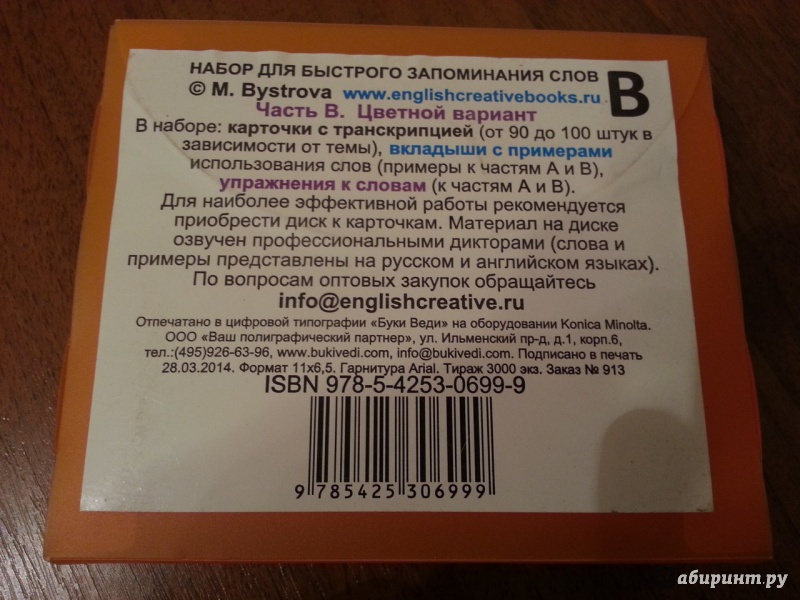 НАБОР ДЛЯ БЫСТРОГО ЗАПОМИНАНИЯ СЛОВ
B
© M. Bystrova www.englishcreativebooks.ru
Часть B. Цветной вариант
В наборе: карточки с транскрипцией (от 90 до 100 штук в
зависимости от темы), вкладыши с примерами
использования слов (примеры к частям А и В),
упражнения к словам (к частям А и В).
Для наиболее эффективной работы рекомендуется
приобрести диск к карточкам. Материал на диске
озвучен профессиональными дикторами (слова и
примеры представлены на русском и английском языках).
По вопросам оптовых закупок обращайтесь
info@englishcreative.ru
Отпечатано в цифровой типографии «Буки Веди» на оборудовании Konica Minolta.
ООО «Ваш полиграфический партнер», ул. Ильменский пр-д, д.1, корп.6,
тел.:(495)926-63-96, www.bukivedi.com, info@bukivedi.com. Подписано в печать
28.03.2014. Формат 11х6,5. Гарнитура Arial. Тираж 3000 экз. Заказ № 913
ISBN 978-5-4253-0699-9
9 785425 306999
абиринт.ру